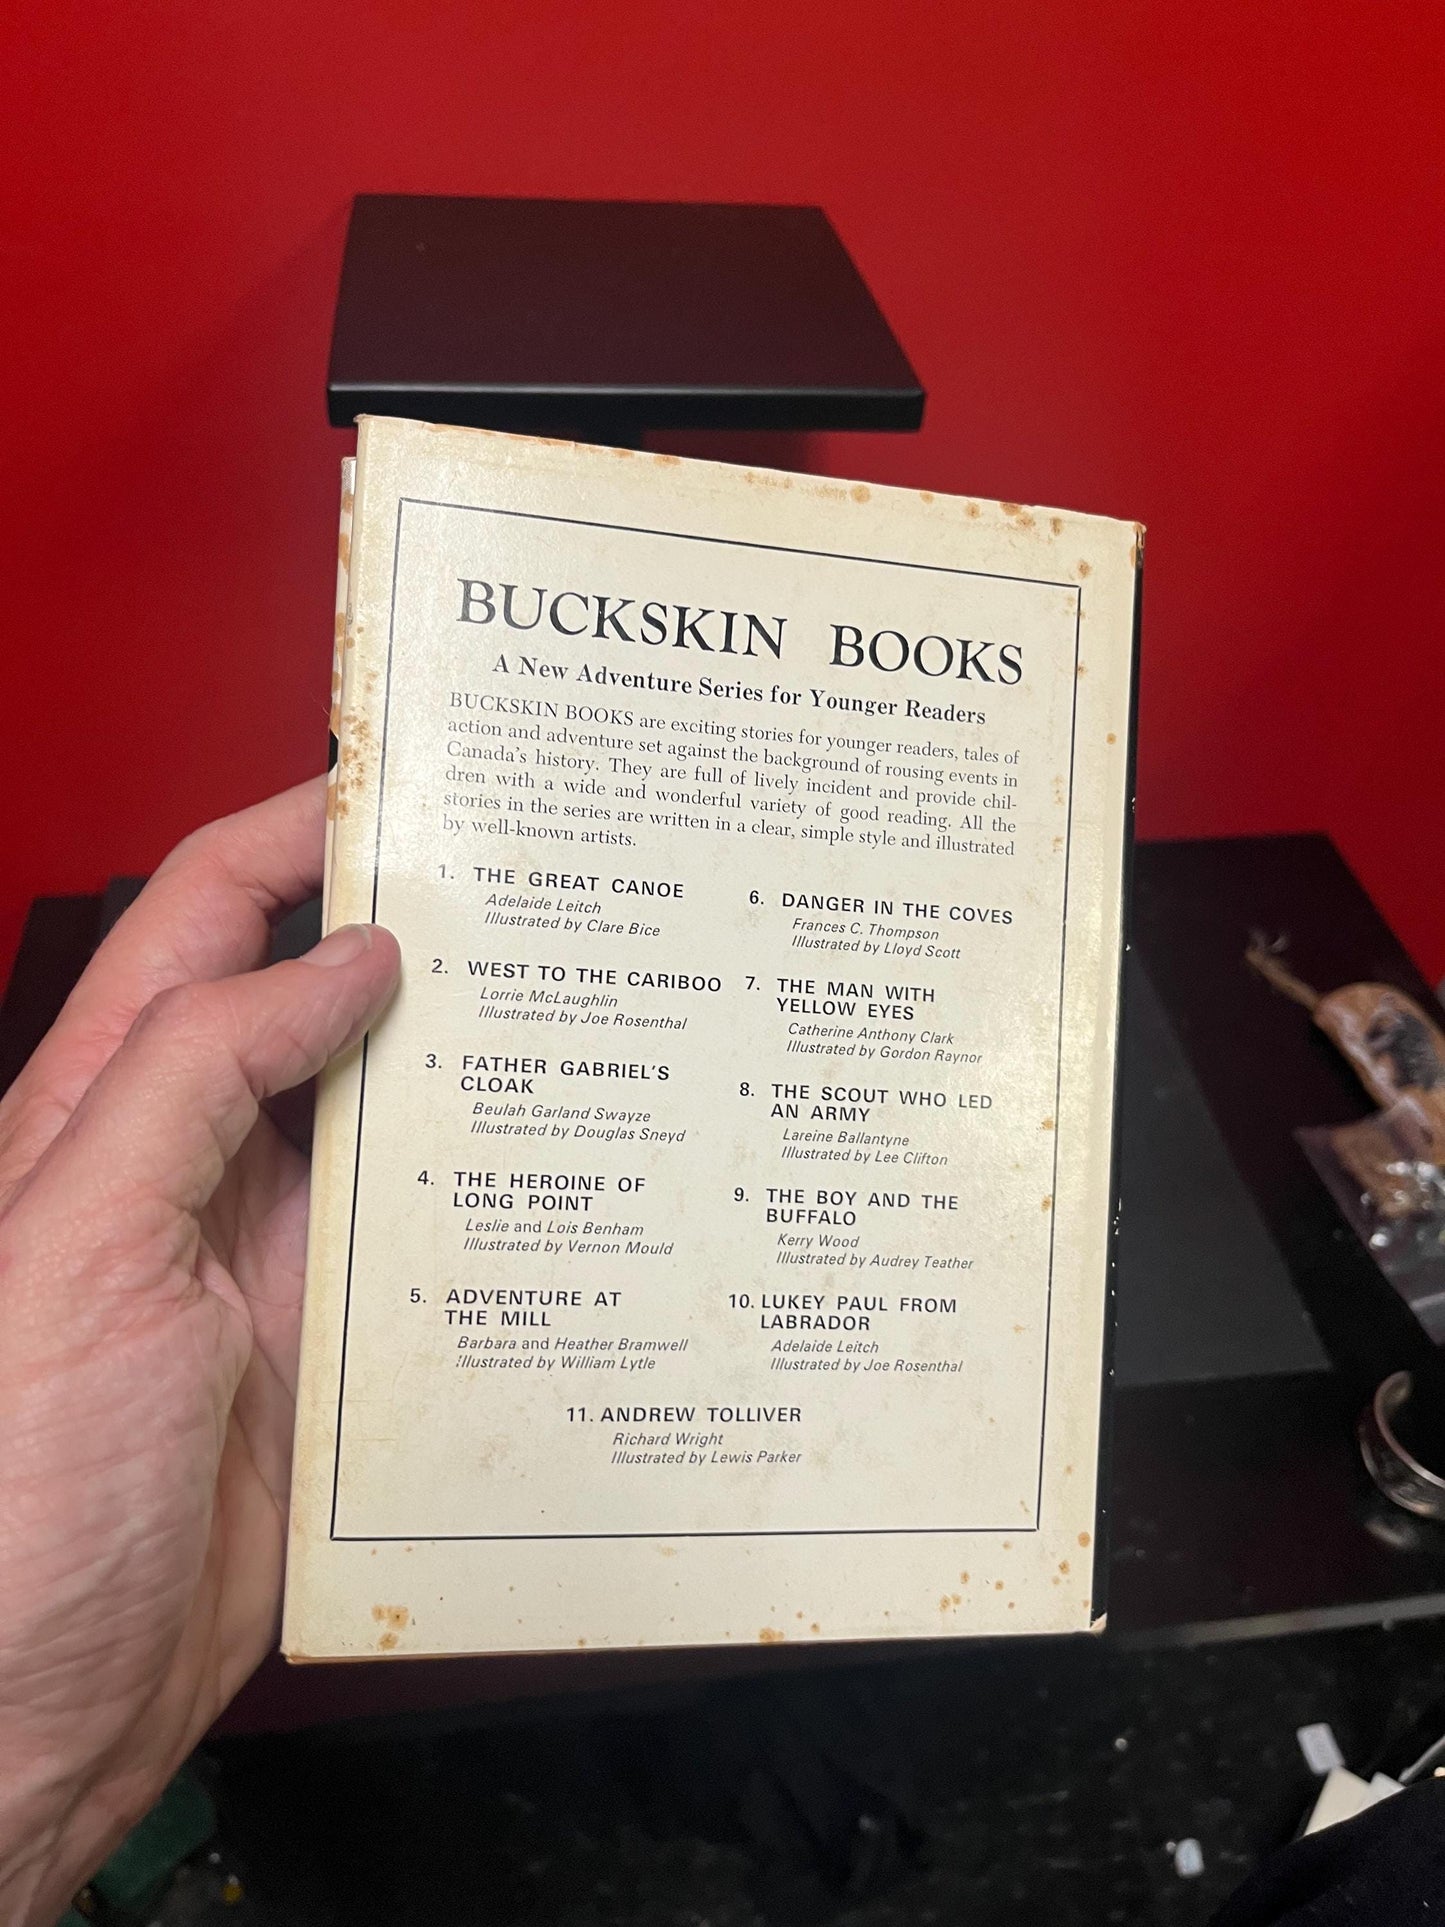 BUCKSKIN BOOKS
A New Adventure Series for Younger Readers
BUCKSKIN BOOKS are exciting stories for younger readers, tales of
action and adventure set against the background of rousing events in
Canada's history. They are full of lively incident and provide chil-
dren with a wide and wonderful variety of good reading. All the
stories in the series are written in a clear, simple style and illustrated
by well-known artists.
1. THE GREAT CANOE
Adelaide Leitch
Illustrated by Clare Bice
2. WEST TO THE CARIBOO
Lorrie McLaughlin
Illustrated by Joe Rosenthal
3. FATHER GABRIEL'S
CLOAK
Beulah Garland Swayze
Illustrated by Douglas Sneyd
4. THE HEROINE OF
LONG POINT
Leslie and Lois Benham
Illustrated by Vernon Mould
5. ADVENTURE AT
THE MILL
Barbara and Heather Bramwell
Illustrated by William Lytle
6. DANGER IN THE COVES
Frances C. Thompson
Illustrated by Lloyd Scott
7. THE MAN WITH
YELLOW EYES
Catherine Anthony Clark
Illustrated by Gordon Raynor
8. THE SCOUT WHO LED
AN ARMY
Lareine Ballantyne
Illustrated by Lee Clifton
9. THE BOY AND THE
BUFFALO
Kerry Wood
Illustrated by Audrey Teather
10. LUKEY PAUL FROM
LABRADOR
Adelaide Leitch
Illustrated by Joe Rosenthal
11. ANDREW TOLLIVER
Richard Wright
Illustrated by Lewis Parker